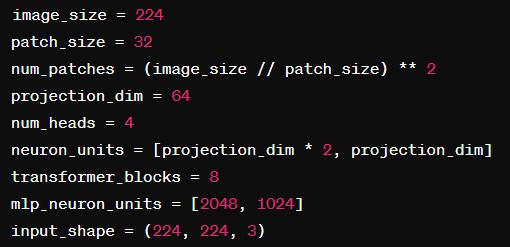 image_size = 224
patch_size = 32
num_patches = (image_size // patch_size) ** 2
projection_dim = 64
num_heads = 4
neuron_units = [projection_dim * 2, projection_dim]
transformer_blocks = 8
mlp_neuron_units = [2048, 1024]
input_shape = (224, 224, 3)